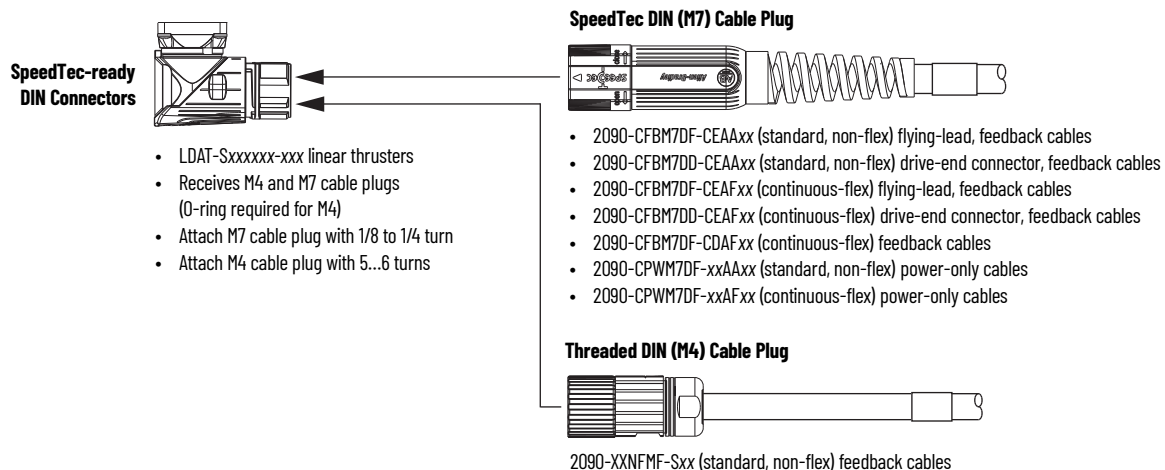 SpeedTec-ready
DIN Connectors
• LDAT-Sxxxxxx-xxx linear thrusters
• Receives M4 and M7 cable plugs
(O-ring required for M4)
• Attach M7 cable plug with 1/8 to 1/4 turn
• Attach M4 cable plug with 5…6 turns
SpeedTec DIN (M7) Cable Plug
Allen-Bradley
• 2090-CFBM7DF-CEAAxx (standard, non-flex) flying-lead, feedback cables
• 2090-CFBM7DD-CEAAxx (standard, non-flex) drive-end connector, feedback cables
• 2090-CFBM7DF-CEAFxx (continuous-flex) flying-lead, feedback cables
• 2090-CFBM7DD-CEAFxx (continuous-flex) drive-end connector, feedback cables
• 2090-CFBM7DF-CDAFxx (continuous-flex) feedback cables
• 2090-CPWM7DF-xxAAxx (standard, non-flex) power-only cables
• 2090-CPWM7DF-xxAFxx (continuous-flex) power-only cables
Threaded DIN (M4) Cable Plug
2090-XXNFMF-Sxx (standard, non-flex) feedback cables